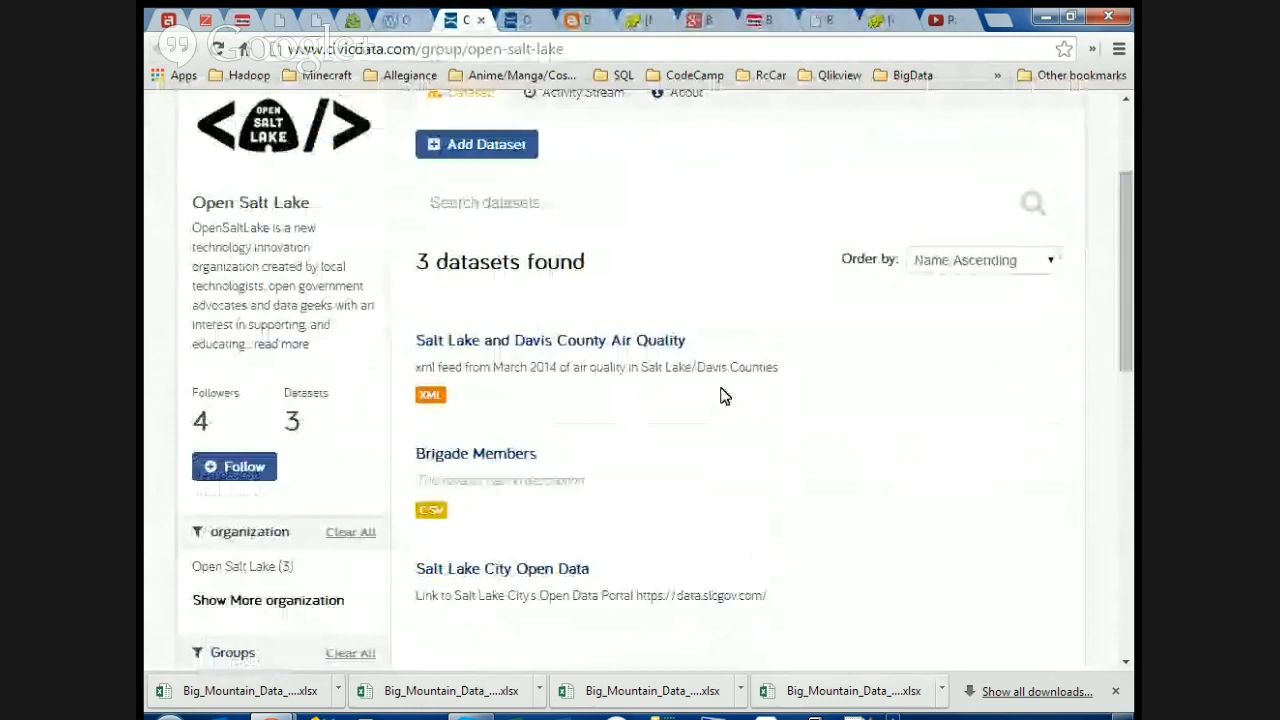 Google+
www.civicdata.com/group/open-salt-lake
Apps Hadoop Minecraft Allegiance Anime/Manga/Cos... SQL CodeCamp RcCar Qlikview BigData » Other bookmarks
Datasets Activity Stream About
OPEN
SALT
LAKE
Add Dataset
Open Salt Lake
OpenSaltLake is a new
technology innovation
organization created by local
technologists, open government
advocates and data geeks with an
interest in supporting, and
educating... read more
Followers Datasets
4 3
Follow
organization Clear All
Open Salt Lake (3)
Show More organization
Groups Clear All
Search datasets...
3 datasets found
Order by: Name Ascending
Salt Lake and Davis County Air Quality
xml feed from March 2014 of air quality in Salt Lake/Davis Counties
XML
Brigade Members
This dataset has no description
CSV
Salt Lake City Open Data
Link to Salt Lake City's Open Data Portal https://data.slcgov.com/
Big_Mountain_Data_....xlsx Big_Mountain_Data_....xlsx Big_Mountain_Data_....xlsx Big_Mountain_Data_....xlsx Show all downloads...